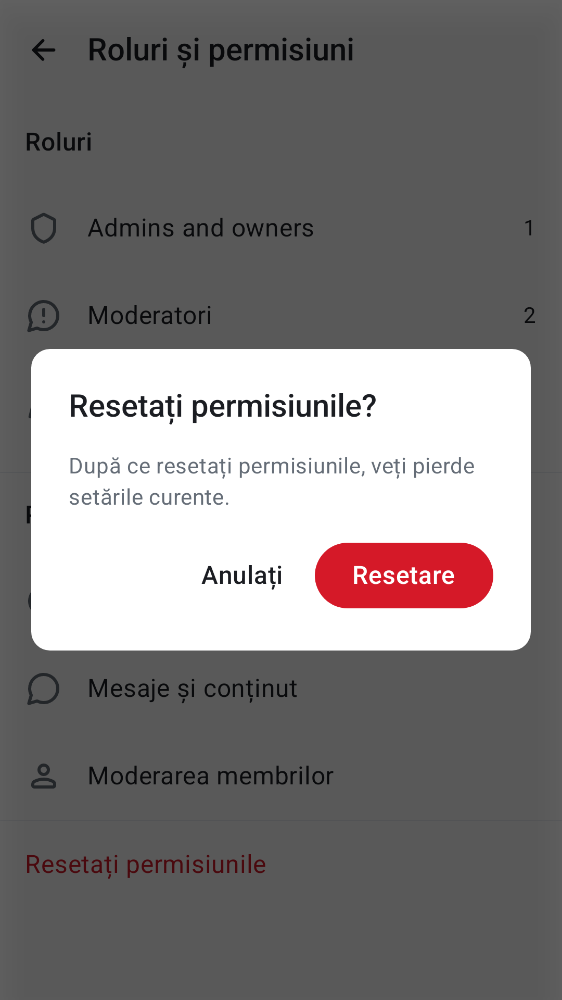 Roluri și permisiuni
Roluri
Admins and owners
1
Moderatori
2
Resetați permisiunile?
După ce resetați permisiunile, veți pierde
setările curente.
Anulați
Resetare
Mesaje și conținut
Moderarea membrilor
Resetați permisiunile